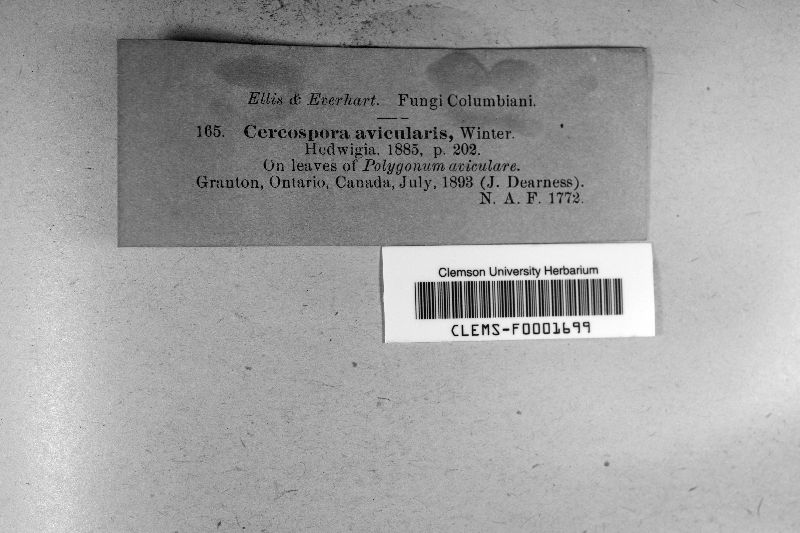 Ellis & Everhart. Fungi Columbiani.
165. Cercospora avicularis, Winter.
Hedwigia, 1885, p. 202.
On leaves of Polygonum aviculare.
Granton, Ontario, Canada, July, 1893 (J. Dearness).
N. A. F. 1772.
Clemson University Herbarium
CLEMS-F0001699